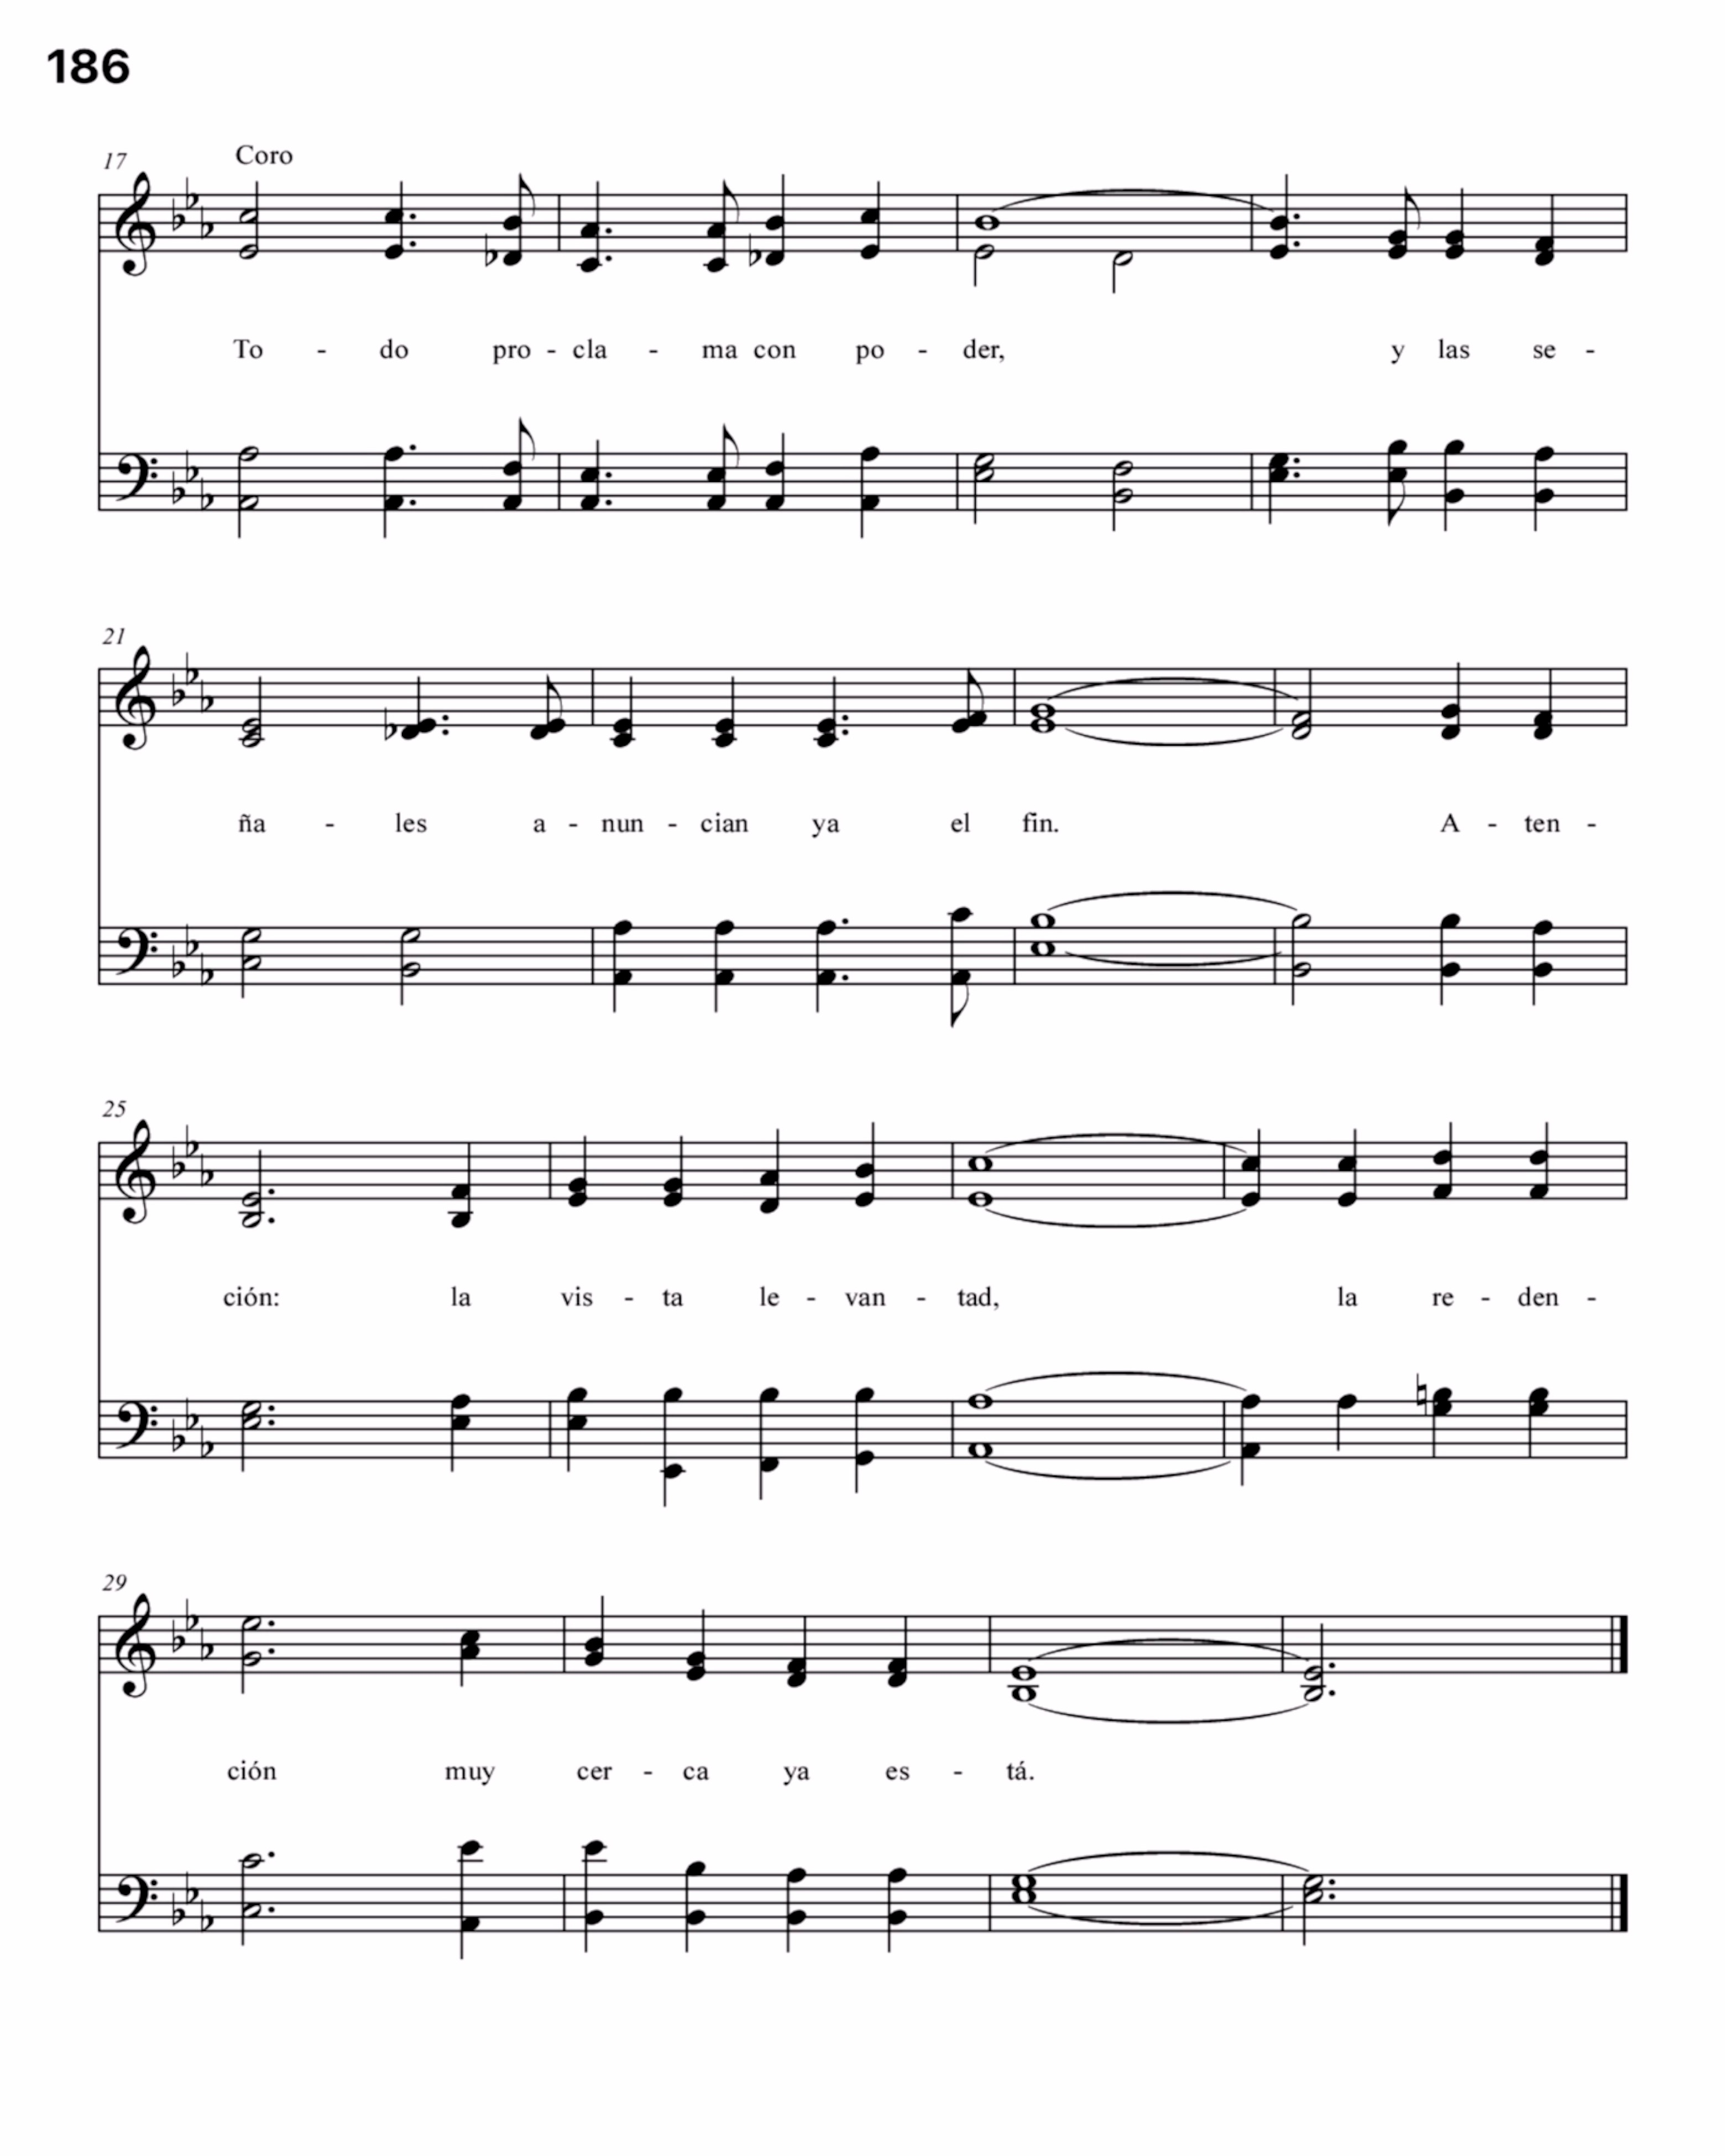 186
17 Coro
To - do pro - cla - ma con po - der, y las se -
21
ña - les a - nun - cian ya el fin. A - ten -
25
ción: la vis - ta le - van - tad, la re - den -
29
ción muy cer - ca ya es - tá.